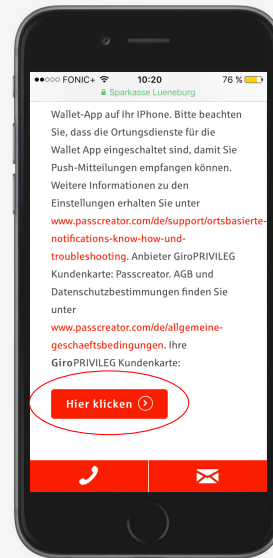 ●●○○○ FONIC+ 10:20 76 %
Sparkasse Lueneburg
Wallet-App auf Ihr IPhone. Bitte beachten
Sie, dass die Ortungsdienste für die
Wallet App eingeschaltet sind, damit Sie
Push-Mitteilungen empfangen können.
Weitere Informationen zu den
Einstellungen erhalten Sie unter
www.passcreator.com/de/support/ortsbasierte-
notifications-know-how-und-
troubleshooting. Anbieter GiroPRIVILEG
Kundenkarte: Passcreator. AGB und
Datenschutzbestimmungen finden Sie
unter
www.passcreator.com/de/allgemeine-
geschaeftsbedingungen. Ihre
GiroPRIVILEG Kundenkarte:
Hier klicken